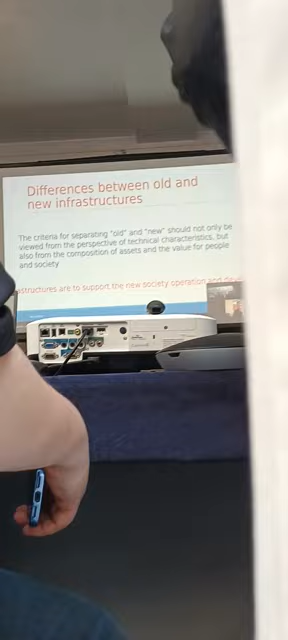 Differences between old and
new infrastructures
The criteria for separating "old" and "new" should not only be
viewed from the perspective of technical characteristics, but
also from the composition of assets and the value for people
and society
structures are to support the new society operation and